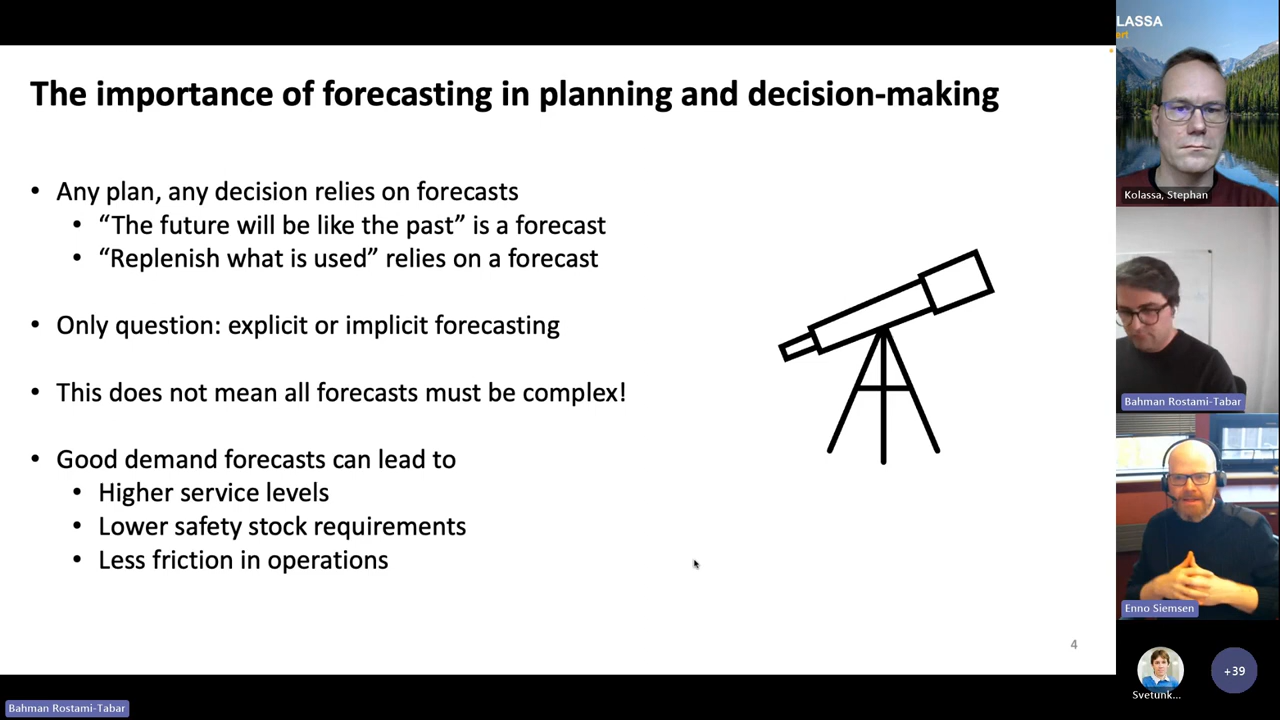 The importance of forecasting in planning and decision-making
• Any plan, any decision relies on forecasts
• “The future will be like the past” is a forecast
• “Replenish what is used” relies on a forecast
• Only question: explicit or implicit forecasting
• This does not mean all forecasts must be complex!
• Good demand forecasts can lead to
• Higher service levels
• Lower safety stock requirements
• Less friction in operations
4
LASSA
ert
Kolassa, Stephan
Bahman Rostami-Tabar
Enno Siemsen
Svetunk...
+39
Bahman Rostami-Tabar